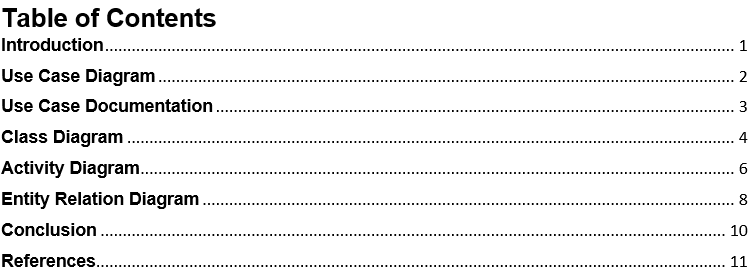 Table of Contents
Introduction........................................................................................................................ 1
Use Case Diagram .............................................................................................................. 2
Use Case Documentation ................................................................................................... 3
Class Diagram .................................................................................................................... 4
Activity Diagram.................................................................................................................. 6
Entity Relation Diagram ...................................................................................................... 8
Conclusion ....................................................................................................................... 10
References........................................................................................................................ 11